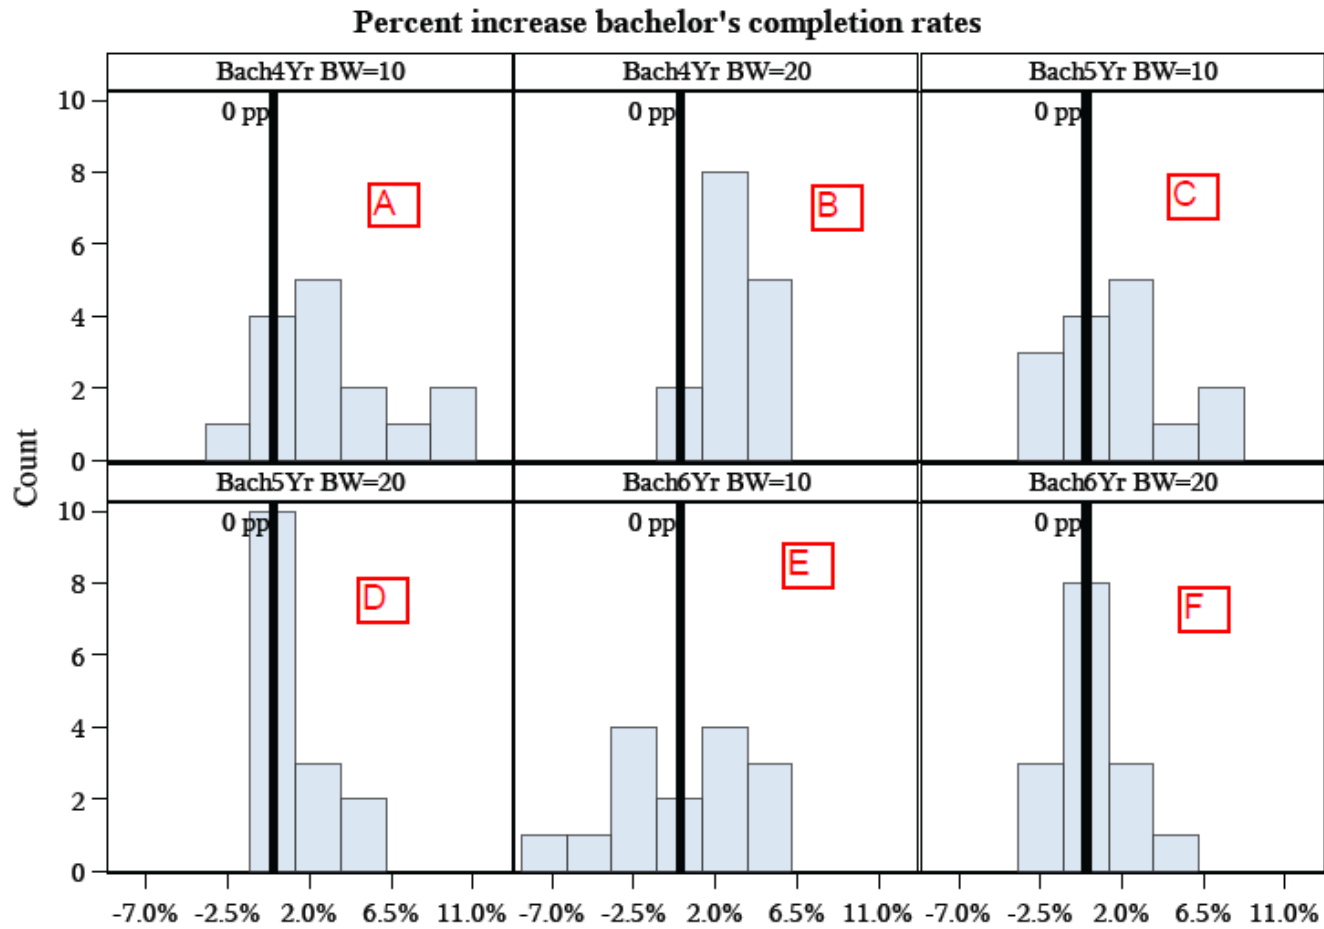 Percent increase bachelor's completion rates
Bach4Yr BW=10
Bach4Yr BW=20
Bach5Yr BW=10
10
8
6
4
2
0
0 pp
0 pp
0 pp
A
B
C
Count
Bach5Yr BW=20
Bach6Yr BW=10
Bach6Yr BW=20
10
8
6
4
2
0
0 pp
0 pp
0 pp
D
E
F
-7.0% -2.5% 2.0% 6.5% 11.0% -7.0% -2.5% 2.0% 6.5% 11.0% -7.0% -2.5% 2.0% 6.5% 11.0%